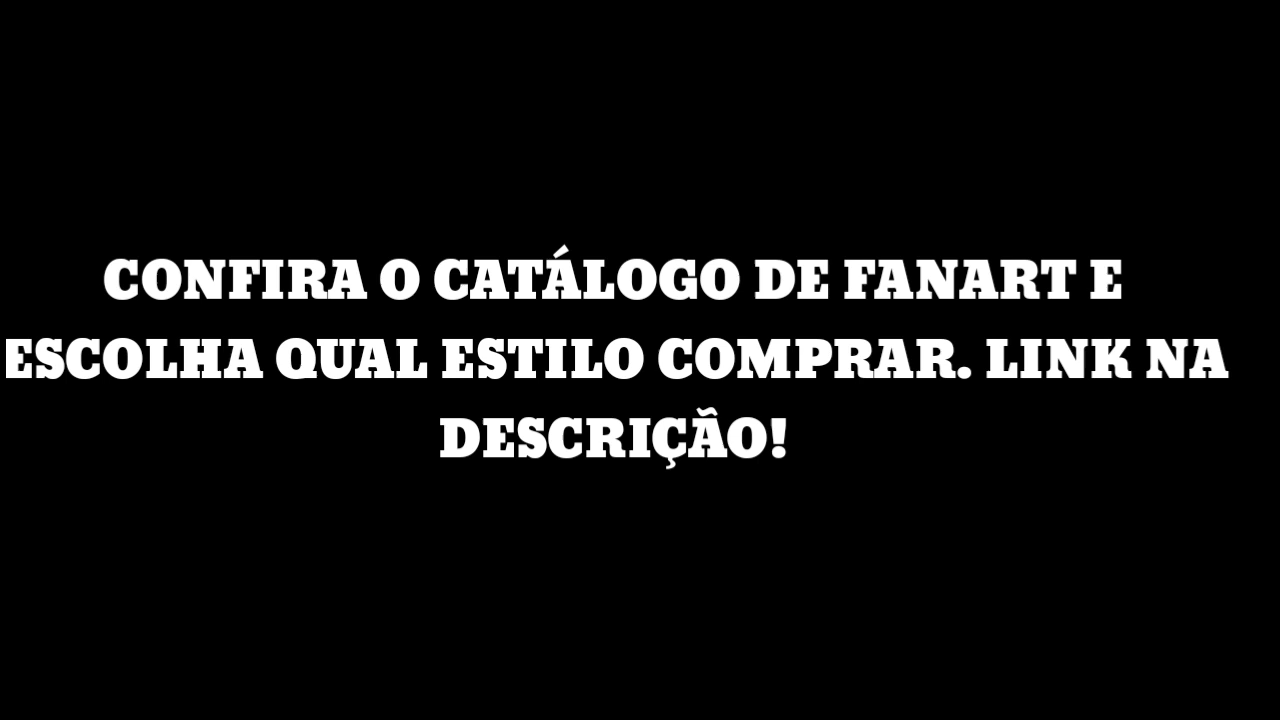 CONFIRA O CATÁLOGO DE FANART E
ESCOLHA QUAL ESTILO COMPRAR. LINK NA
DESCRIÇÃO!